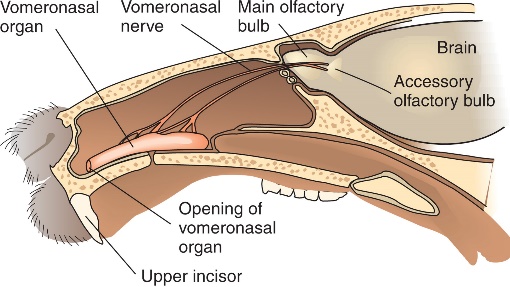 Vomeronasal
organ
Vomeronasal
nerve
Main olfactory
bulb
Brain
Accessory
olfactory bulb
Opening of
vomeronasal
organ
Upper incisor